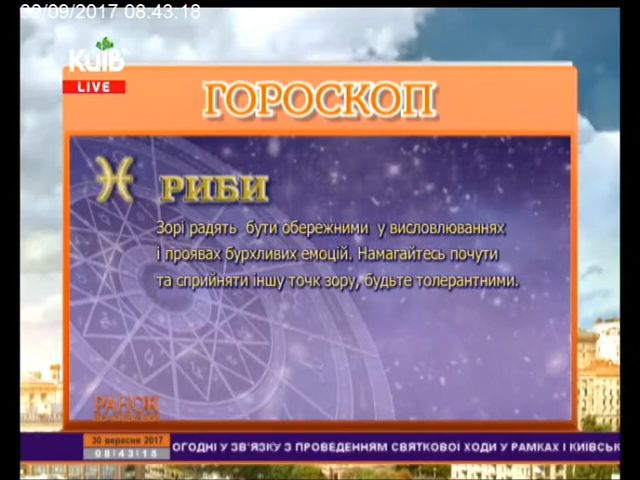 30/09/2017 08:43:18
Київ
LIVE
ГОРОСКОП
РИБИ
Зорі радять бути обережними у висловлюваннях
і проявах бурхливих емоцій. Намагайтесь почути
та сприйняти іншу точк зору, будьте толерантними.
РАНОК
30 вересня 2017
08:43:18
ОГОДНІ У ЗВ'ЯЗКУ З ПРОВЕДЕННЯМ СВЯТКОВОЇ ХОДИ У РАМКАХ І КИЇВСЬК